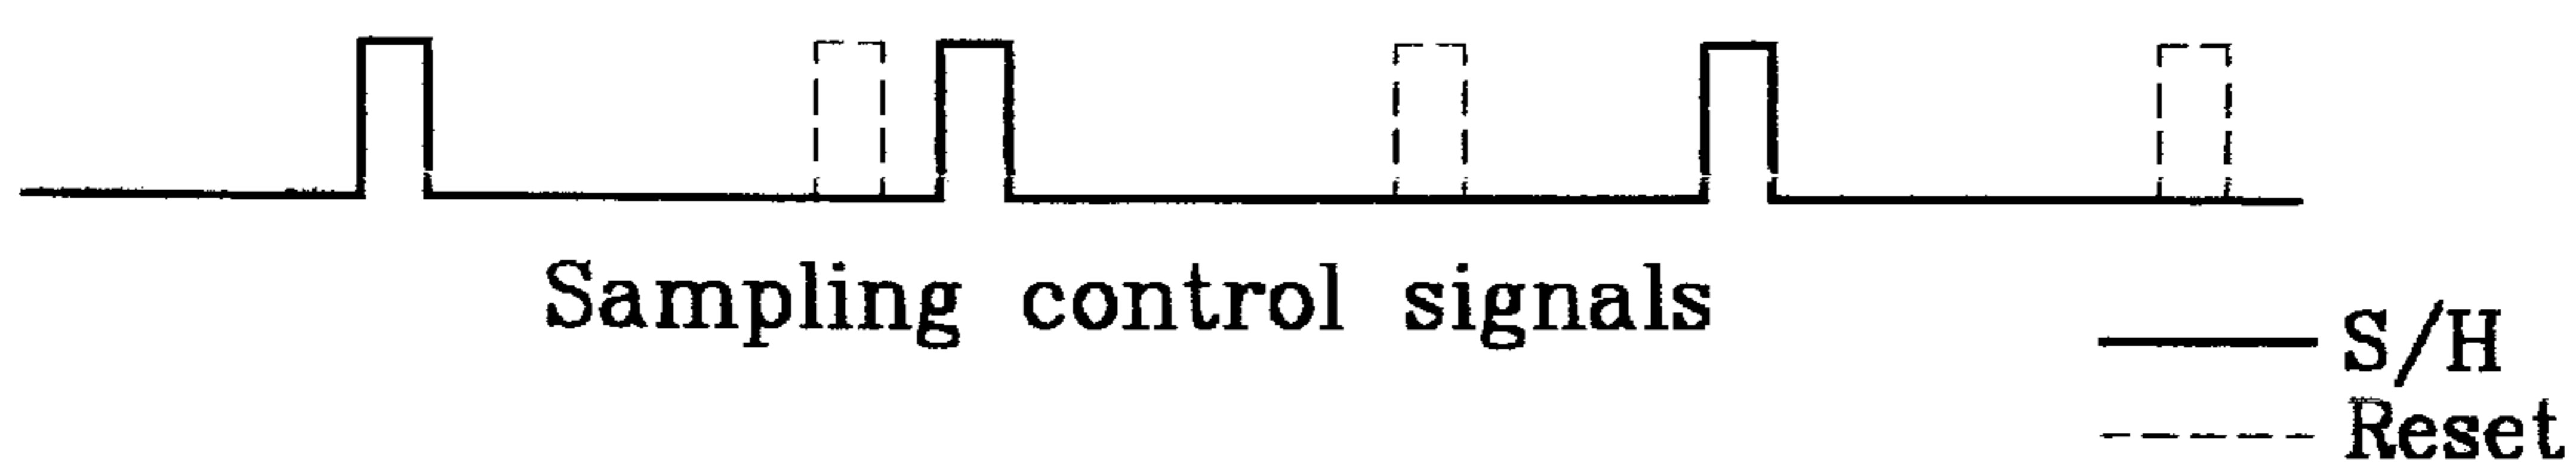 Sampling control signals
S/H
Reset